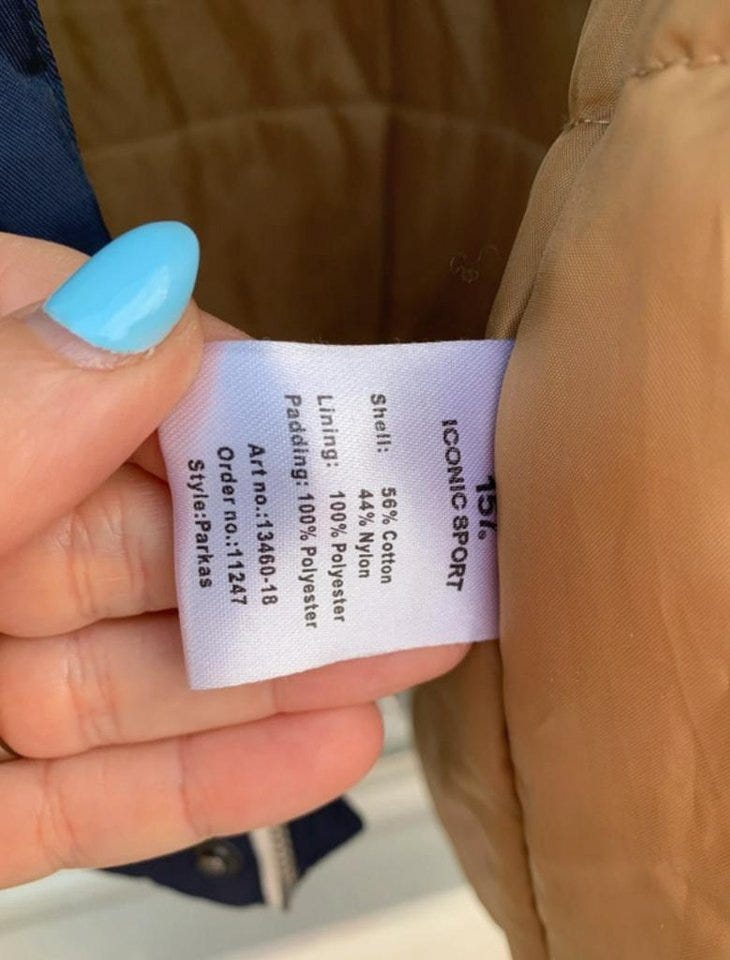 ICONIC SPORT
Shell: 56% Cotton
44% Nylon
Lining: 100% Polyester
Padding: 100% Polyester
Art no.:13460-18
Order no.:11247
Style:Parkas